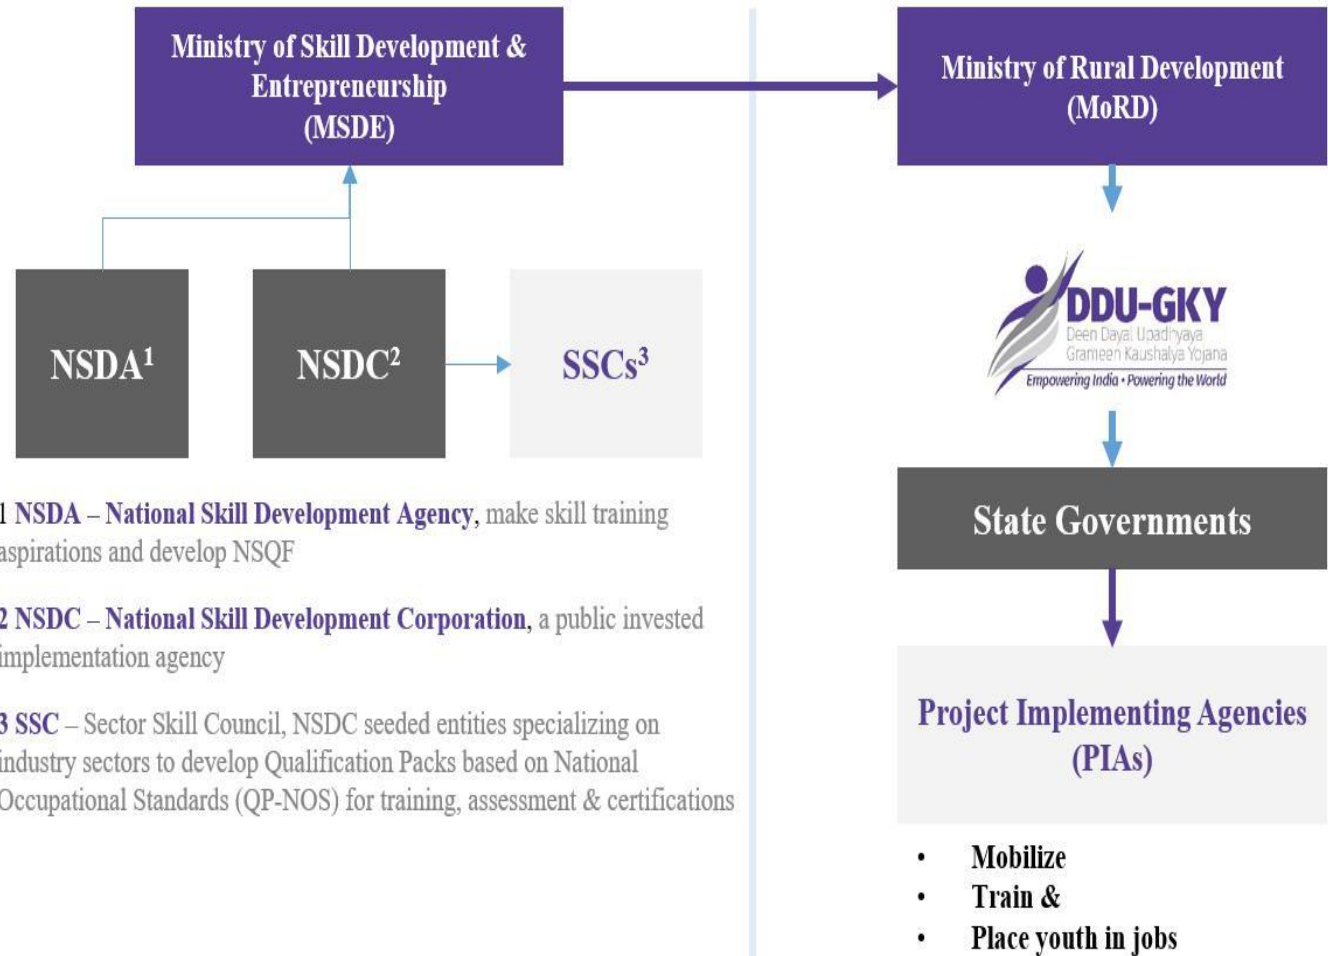 Ministry of Skill Development &
Entrepreneurship
(MSDE)
Ministry of Rural Development
(MoRD)
NSDA¹
NSDC²
SSCs³
DDU-GKY
Deen Dayal Upadhyaya
Grameen Kaushalya Yojana
Empowering India • Powering the World
State Governments
Project Implementing Agencies
(PIAs)
• Mobilize
• Train &
• Place youth in jobs
1 NSDA – National Skill Development Agency, make skill training
aspirations and develop NSQF
2 NSDC – National Skill Development Corporation, a public invested
implementation agency
3 SSC – Sector Skill Council, NSDC seeded entities specializing on
industry sectors to develop Qualification Packs based on National
Occupational Standards (QP-NOS) for training, assessment & certifications